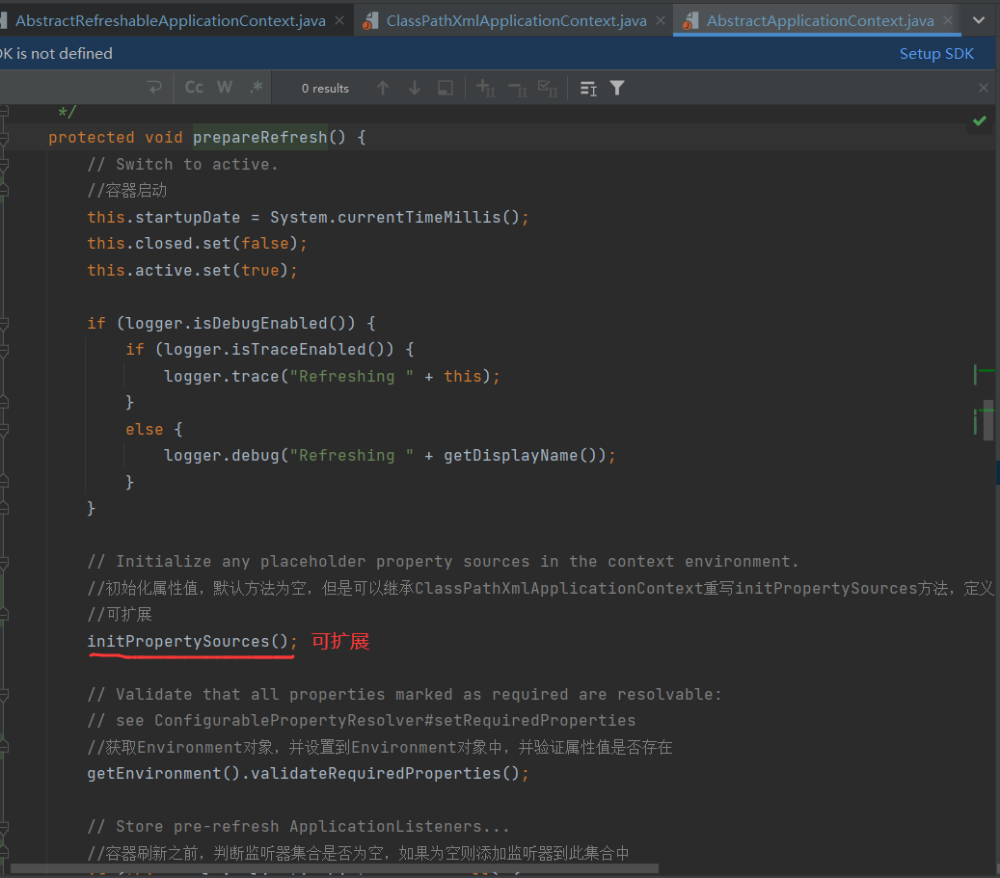 AbstractRefreshableApplicationContext.java ClassPathXmlApplicationContext.java AbstractApplicationContext.java
K is not defined Setup SDK
Cc W .* 0 results
*/
protected void prepareRefresh() {
// Switch to active.
//容器启动
this.startupDate = System.currentTimeMillis();
this.closed.set(false);
this.active.set(true);
if (logger.isDebugEnabled()) {
if (logger.isTraceEnabled()) {
logger.trace("Refreshing " + this);
}
else {
logger.debug("Refreshing " + getDisplayName());
}
}
// Initialize any placeholder property sources in the context environment.
//初始化属性值，默认方法为空，但是可以继承ClassPathXmlApplicationContext重写initPropertySources方法，定义
//可扩展
initPropertySources(); 可扩展
// Validate that all properties marked as required are resolvable:
// see ConfigurablePropertyResolver#setRequiredProperties
//获取Environment对象，并设置到Environment对象中，并验证属性值是否存在
getEnvironment().validateRequiredProperties();
// Store pre-refresh ApplicationListeners...
//容器刷新之前，判断监听器集合是否为空，如果为空则添加监听器到此集合中